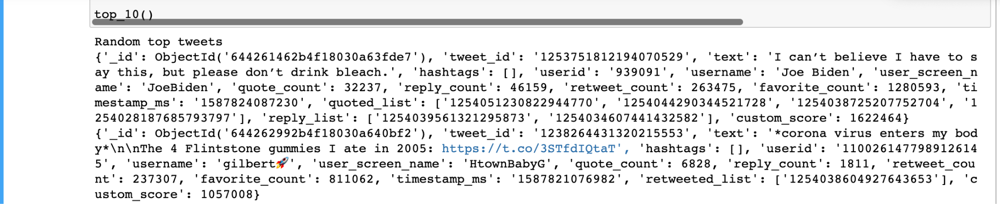 top_10()
Random top tweets
{'_id': ObjectId('644261462b4f18030a63fde7'), 'tweet_id': '1253751812194070529', 'text': 'I can’t believe I have to s
ay this, but please don’t drink bleach.', 'hashtags': [], 'userid': '939091', 'username': 'Joe Biden', 'user_screen_n
ame': 'JoeBiden', 'quote_count': 32237, 'reply_count': 46159, 'retweet_count': 263475, 'favorite_count': 1280593, 'ti
mestamp_ms': '1587824087230', 'quoted_list': ['1254051230822944770', '1254044290344521728', '1254038725207752704', '1
254028187685793797'], 'reply_list': ['1254039561321295873', '1254034607441432582'], 'custom_score': 1622464}
{'_id': ObjectId('644262992b4f18030a640bf2'), 'tweet_id': '1238264431320215553', 'text': '*corona virus enters my bod
y*\n\nThe 4 Flintstone gummies I ate in 2005: https://t.co/3STfdIQtaT', 'hashtags': [], 'userid': '110026147798912614
5', 'username': 'gilbert🚀', 'user_screen_name': 'HtownBabyG', 'quote_count': 6828, 'reply_count': 1811, 'retweet_cou
nt': 237307, 'favorite_count': 811062, 'timestamp_ms': '1587821076982', 'retweeted_list': ['1254038604927643653'], 'c
ustom_score': 1057008}